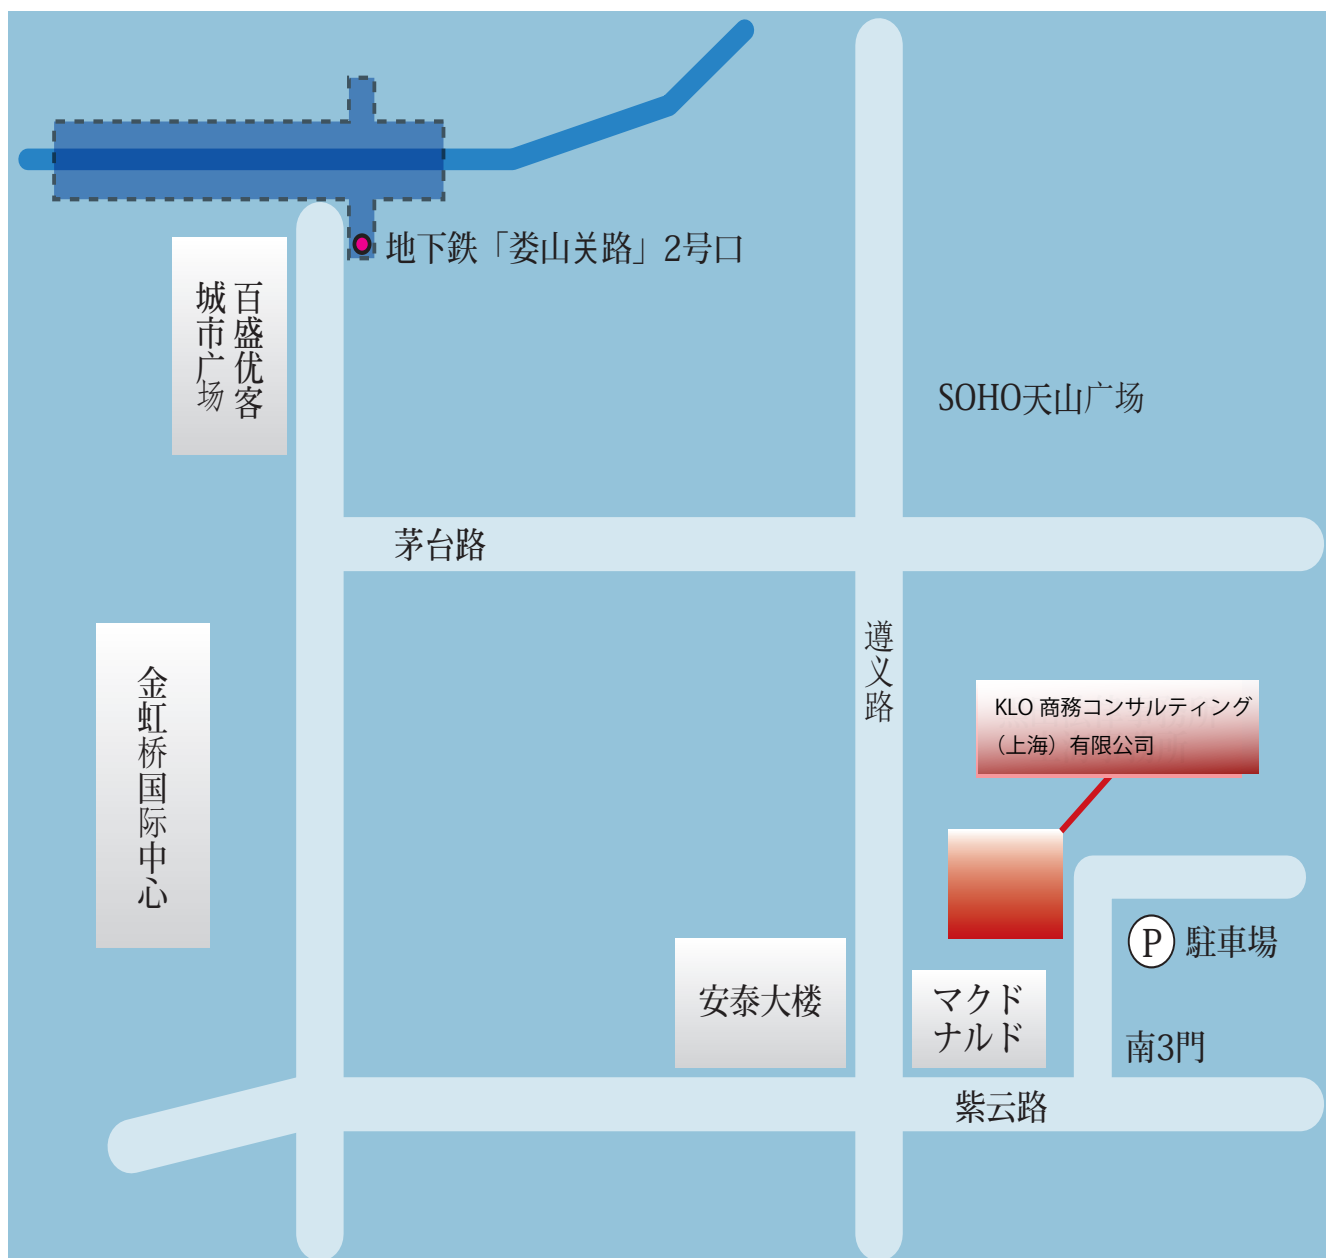 地下鉄「娄山关路」2号口
百盛优客
城市广场
SOHO天山广场
茅台路
遵义路
金虹桥国际中心
KLO 商務コンサルティング
（上海）有限公司
P 駐車場
安泰大楼
マクド
ナルド
南3門
紫云路